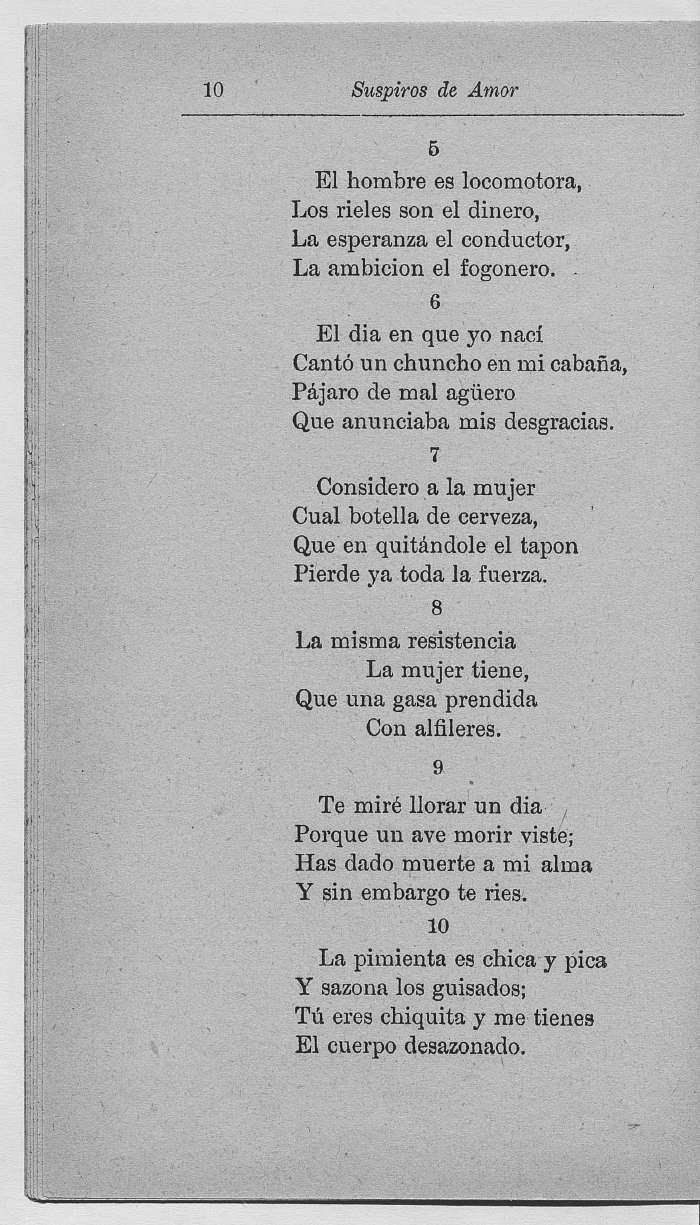 10 Suspiros de Amor
5
El hombre es locomotora,
Los rieles son el dinero,
La esperanza el conductor,
La ambicion el fogonero.
6
El dia en que yo nací
Cantó un chuncho en mi cabaña,
Pájaro de mal agüero
Que anunciaba mis desgracias.
7
Considero a la mujer
Cual botella de cerveza,
Que en quitándole el tapon
Pierde ya toda la fuerza.
8
La misma resistencia
La mujer tiene,
Que una gasa prendida
Con alfileres.
9
Te miré llorar un dia
Porque un ave morir viste;
Has dado muerte a mi alma
Y sin embargo te ries.
10
La pimienta es chica y pica
Y sazona los guisados;
Tú eres chiquita y me tienes
El cuerpo desazonado.